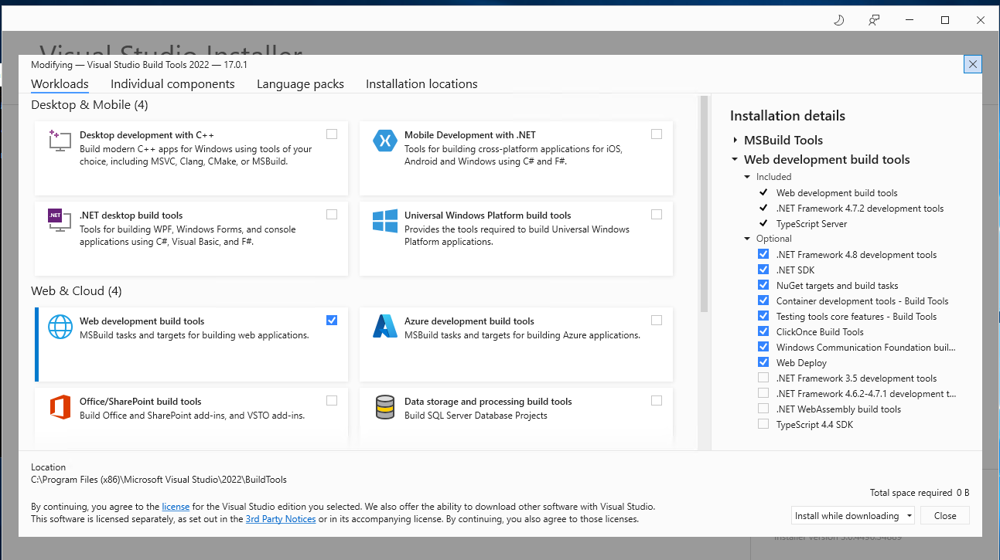 Visual Studio Installer
Modifying — Visual Studio Build Tools 2022 — 17.0.1
Workloads
Individual components
Language packs
Installation locations
Desktop & Mobile (4)
Desktop development with C++
Build modern C++ apps for Windows using tools of your
choice, including MSVC, Clang, CMake, or MSBuild.
Mobile Development with .NET
Tools for building cross-platform applications for iOS,
Android and Windows using C# and F#.
.NET
.NET desktop build tools
Tools for building WPF, Windows Forms, and console
applications using C#, Visual Basic, and F#.
Universal Windows Platform build tools
Provides the tools required to build Universal Windows
Platform applications.
Web & Cloud (4)
Web development build tools
MSBuild tasks and targets for building web applications.
Azure development build tools
MSBuild tasks and targets for building Azure applications.
Office/SharePoint build tools
Build Office and SharePoint add-ins, and VSTO add-ins.
Data storage and processing build tools
Build SQL Server Database Projects
Installation details
MSBuild Tools
Web development build tools
Included
Web development build tools
.NET Framework 4.7.2 development tools
TypeScript Server
Optional
.NET Framework 4.8 development tools
.NET SDK
NuGet targets and build tasks
Container development tools - Build Tools
Testing tools core features - Build Tools
ClickOnce Build Tools
Windows Communication Foundation buil...
Web Deploy
.NET Framework 3.5 development tools
.NET Framework 4.6.2-4.7.1 development t...
.NET WebAssembly build tools
TypeScript 4.4 SDK
Location
C:\Program Files (x86)\Microsoft Visual Studio\2022\BuildTools
Total space required 0 B
By continuing, you agree to the license for the Visual Studio edition you selected. We also offer the ability to download other software with Visual Studio.
This software is licensed separately, as set out in the 3rd Party Notices or in its accompanying license. By continuing, you also agree to those licenses.
Install while downloading
Close
Installer version